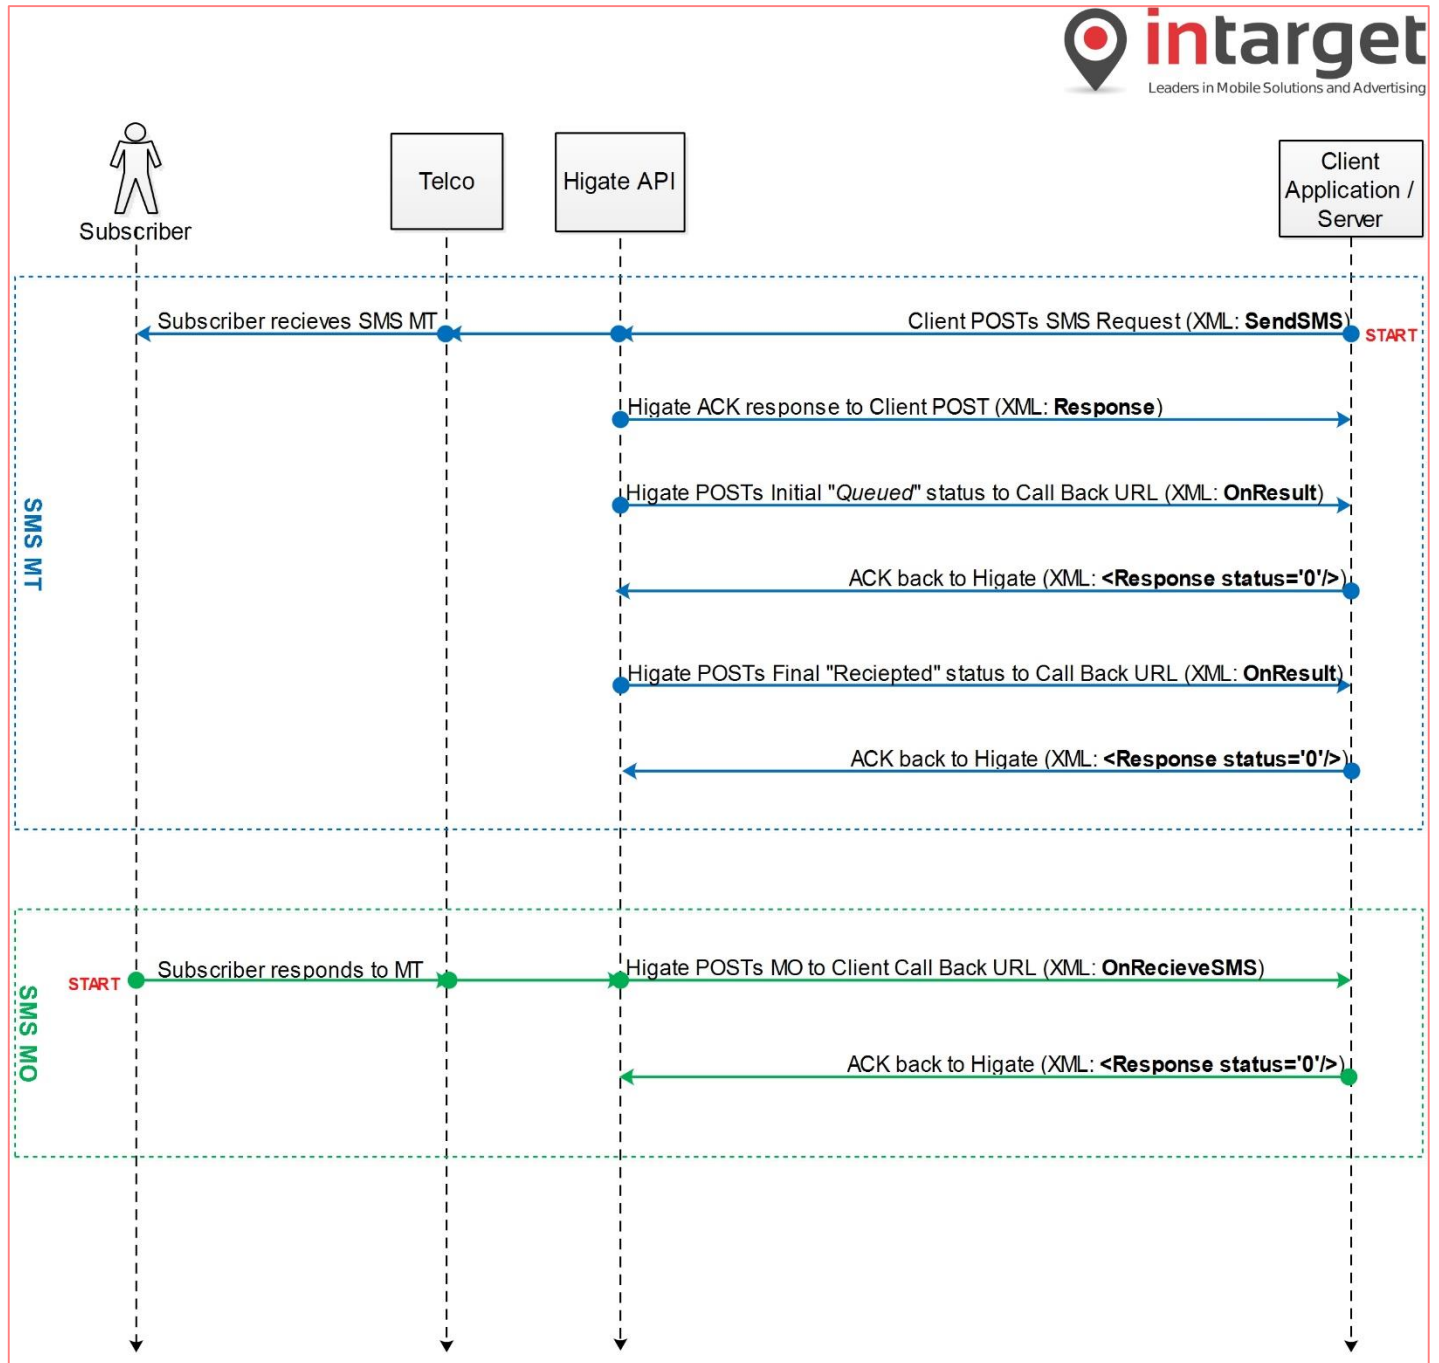 intarget
Leaders in Mobile Solutions and Advertising
Subscriber
Telco
Higate API
Client
Application /
Server
Subscriber recieves SMS MT
Client POSTs SMS Request (XML: SendSMS)
START
Higate ACK response to Client POST (XML: Response)
Higate POSTs Initial "Queued" status to Call Back URL (XML: OnResult)
SMS MT
ACK back to Higate (XML: <Response status='0'/>)
Higate POSTs Final "Reciepted" status to Call Back URL (XML: OnResult)
ACK back to Higate (XML: <Response status='0'/>)
START
Subscriber responds to MT
Higate POSTs MO to Client Call Back URL (XML: OnRecieveSMS)
SMS MO
ACK back to Higate (XML: <Response status='0'/>)